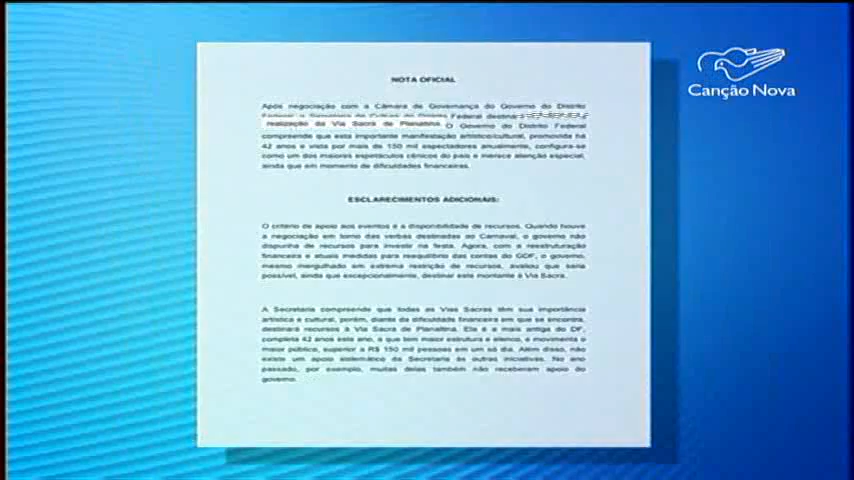 NOTA OFICIAL
Canção Nova
Após negociação com a Câmara de Governança do Governo do Distrito
Federal, a Secretaria de Cultura do Distrito Federal destinará
realização da Via Sacra de Planaltina. O Governo do Distrito Federal
compreende que esta importante manifestação artístico/cultural, promovida há
42 anos e vista por mais de 150 mil espectadores anualmente, configura-se
como um dos maiores espetáculos cênicos do país e merece atenção especial,
ainda que em momento de dificuldades financeiras.
ESCLARECIMENTOS ADICIONAIS:
O critério de apoio aos eventos é a disponibilidade de recursos. Quando houve
a negociação em torno das verbas destinadas ao Carnaval, o governo não
dispunha de recursos para investir na festa. Agora, com a reestruturação
financeira e atuais medidas para reequilíbrio das contas do GDF, o governo,
mesmo mergulhado em extrema restrição de recursos, avaliou que seria
possível, ainda que excepcionalmente, destinar este montante à Via Sacra.
A Secretaria compreende que todas as Vias Sacras têm sua importância
artística e cultural, porém, diante da dificuldade financeira em que se encontra,
destinará recursos à Via Sacra de Planaltina. Ela é a mais antiga do DF,
completa 42 anos este ano, a que tem maior estrutura e elenco, e movimenta o
maior público, superior a R$ 150 mil pessoas em um só dia. Além disso, não
existe um apoio sistemático da Secretaria às outras iniciativas. No ano
passado, por exemplo, muitas delas também não receberam apoio do
governo.